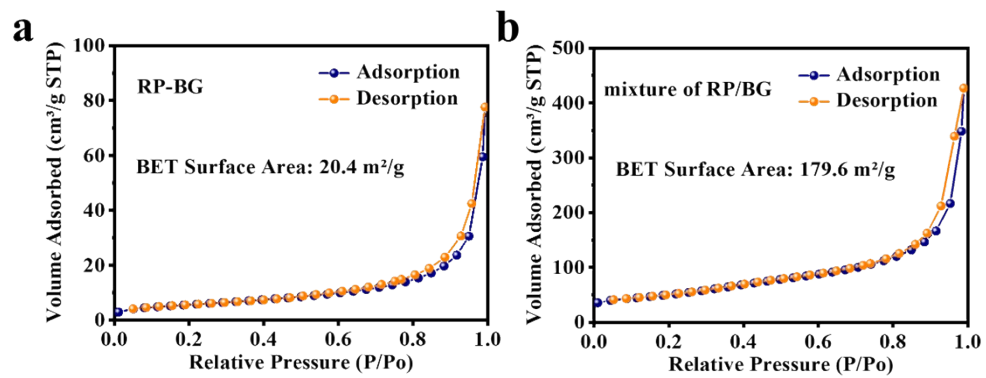 a
Volume Adsorbed (cm³/g STP)
100
80
60
40
20
0
RP-BG
Adsorption
Desorption
BET Surface Area: 20.4 m²/g
0.0 0.2 0.4 0.6 0.8 1.0
Relative Pressure (P/Po)
b
Volume Adsorbed (cm³/g STP)
500
400
300
200
100
0
mixture of RP/BG
Adsorption
Desorption
BET Surface Area: 179.6 m²/g
0.0 0.2 0.4 0.6 0.8 1.0
Relative Pressure (P/Po)